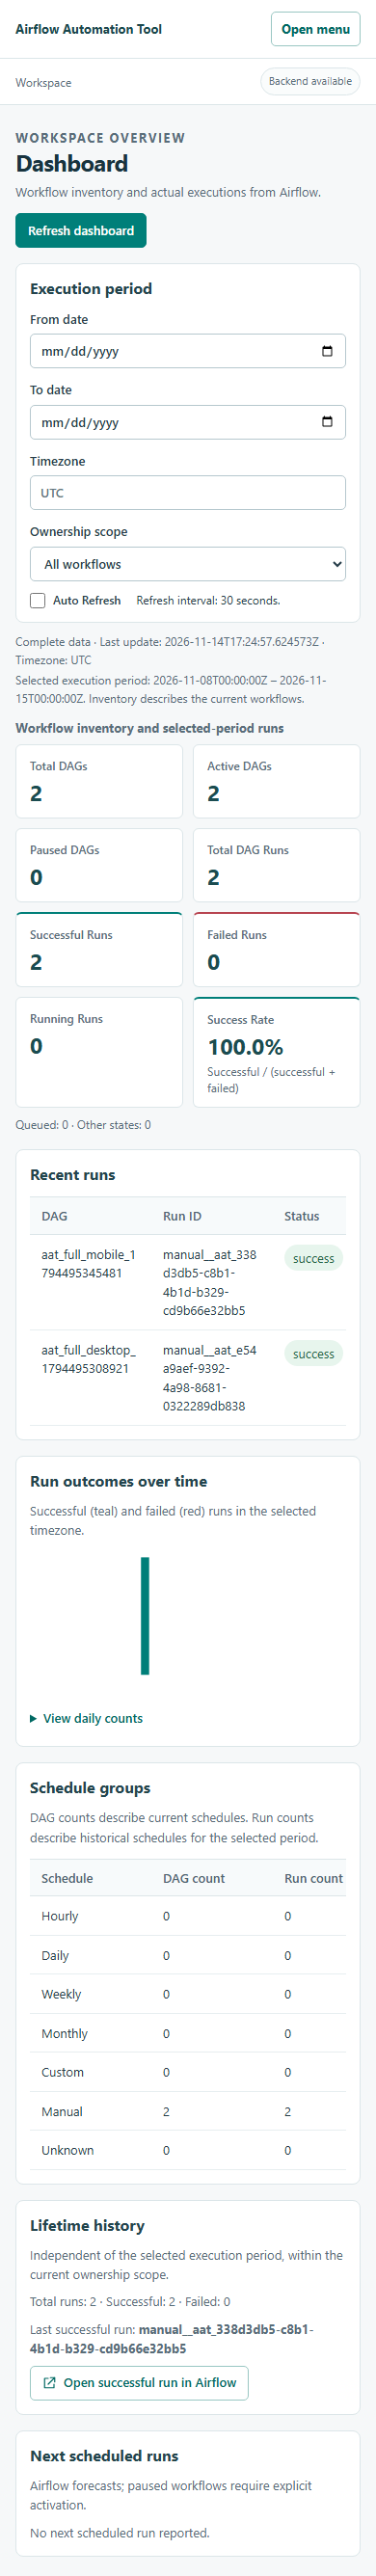 Airflow Automation Tool
Open menu
Workspace
Backend available
WORKSPACE OVERVIEW
Dashboard
Workflow inventory and actual executions from Airflow.
Refresh dashboard
Execution period
From date
mm/dd/yyyy
To date
mm/dd/yyyy
Timezone
UTC
Ownership scope
All workflows
Auto Refresh Refresh interval: 30 seconds.
Complete data · Last update: 2026-11-14T17:24:57.624573Z ·
Timezone: UTC
Selected execution period: 2026-11-08T00:00:00Z – 2026-11-
15T00:00:00Z. Inventory describes the current workflows.
Workflow inventory and selected-period runs
Total DAGs
2
Active DAGs
2
Paused DAGs
0
Total DAG Runs
2
Successful Runs
2
Failed Runs
0
Running Runs
0
Success Rate
100.0%
Successful / (successful +
failed)
Queued: 0 · Other states: 0
Recent runs
DAG Run ID Status
aat_full_mobile_1
794495345481
manual__aat_338
d3db5-c8b1-
4b1d-b329-
cd9b66e32bb5
success
aat_full_desktop_
1794495308921
manual__aat_e54
a9aef-9392-
4a98-8681-
0322289db838
success
Run outcomes over time
Successful (teal) and failed (red) runs in the selected
timezone.
View daily counts
Schedule groups
DAG counts describe current schedules. Run counts
describe historical schedules for the selected period.
Schedule DAG count Run count
Hourly 0 0
Daily 0 0
Weekly 0 0
Monthly 0 0
Custom 0 0
Manual 2 2
Unknown 0 0
Lifetime history
Independent of the selected execution period, within the
current ownership scope.
Total runs: 2 · Successful: 2 · Failed: 0
Last successful run: manual__aat_338d3db5-c8b1-
4b1d-b329-cd9b66e32bb5
Open successful run in Airflow
Next scheduled runs
Airflow forecasts; paused workflows require explicit
activation.
No next scheduled run reported.